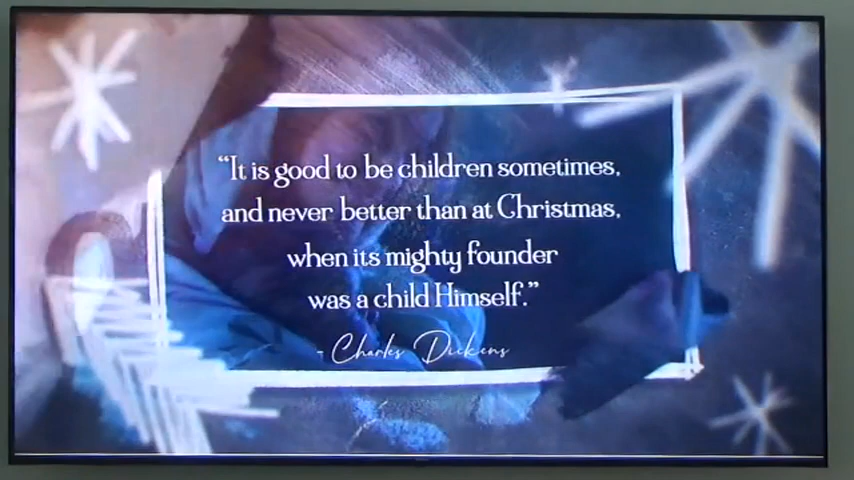 “It is good to be children sometimes,
and never better than at Christmas,
when its mighty founder
was a child Himself.”
- Charles Dickens